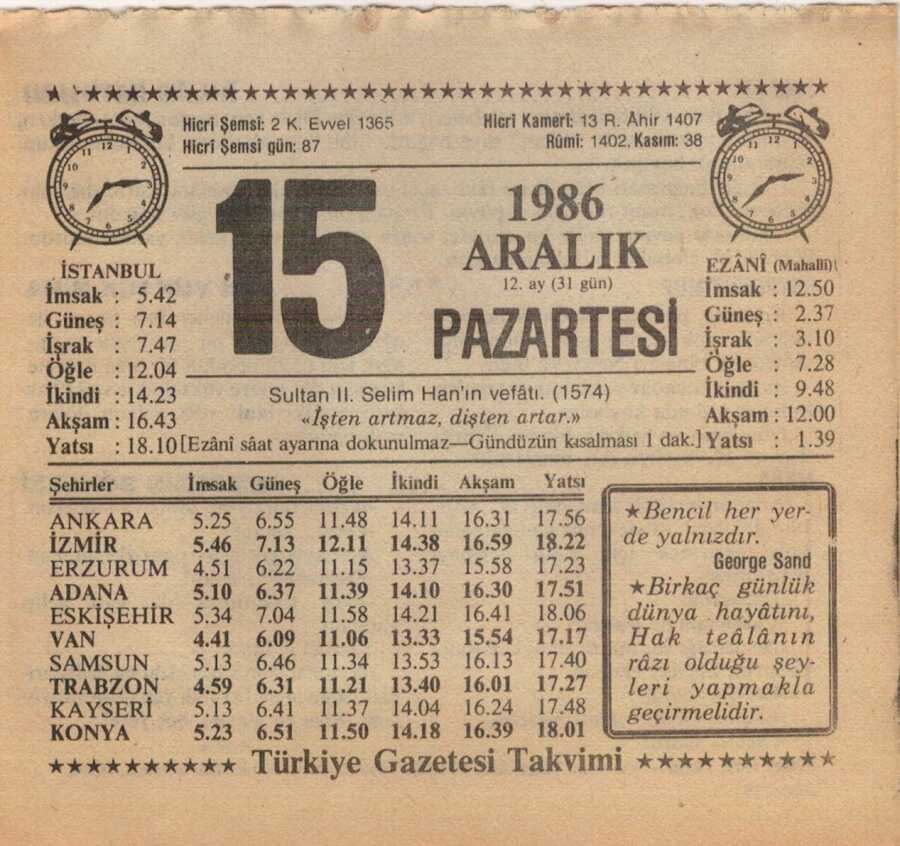 Hicrî Şemsî: 2 K. Evvel 1365
Hicrî Şemsî gün: 87
Hicrî Kamerî: 13 R. Âhir 1407
Rûmî: 1402, Kasım: 38
15
1986
ARALIK
12. ay (31 gün)
PAZARTESİ
İSTANBUL
İmsak : 5.42
Güneş : 7.14
İşrak : 7.47
Öğle : 12.04
İkindi : 14.23
Akşam : 16.43
Yatsı : 18.10
EZÂNÎ (Mahallî)
İmsak : 12.50
Güneş : 2.37
İşrak : 3.10
Öğle : 7.28
İkindi : 9.48
Akşam : 12.00
Yatsı : 1.39
Sultan II. Selim Han'ın vefâtı. (1574)
«İşten artmaz, dişten artar.»
[Ezânî sâat ayarına dokunulmaz—Gündüzün kısalması 1 dak.]
Şehirler İmsak Güneş Öğle İkindi Akşam Yatsı
ANKARA 5.25 6.55 11.48 14.11 16.31 17.56
İZMİR 5.46 7.13 12.11 14.38 16.59 18.22
ERZURUM 4.51 6.22 11.15 13.37 15.58 17.23
ADANA 5.10 6.37 11.39 14.10 16.30 17.51
ESKİŞEHİR 5.34 7.04 11.58 14.21 16.41 18.06
VAN 4.41 6.09 11.06 13.33 15.54 17.17
SAMSUN 5.13 6.46 11.34 13.53 16.13 17.40
TRABZON 4.59 6.31 11.21 13.40 16.01 17.27
KAYSERİ 5.13 6.41 11.37 14.04 16.24 17.48
KONYA 5.23 6.51 11.50 14.18 16.39 18.01
★Bencil her yer-
de yalnızdır.
George Sand
★Birkaç günlük
dünya hayâtını,
Hak teâlânın
râzı olduğu şey-
leri yapmakla
geçirmelidir.
★★★★★★★★★★ Türkiye Gazetesi Takvimi ★★★★★★★★★★